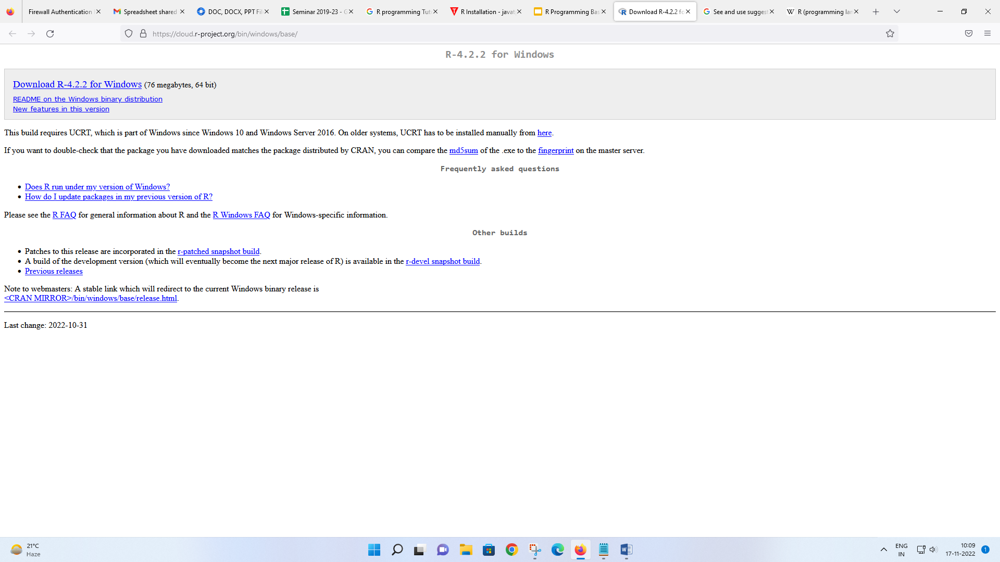 Firewall Authentication
Spreadsheet shared
DOC, DOCX, PPT Fil
Seminar 2019-23 - G
R programming Tut
R Installation - javat
R Programming Bas
Download R-4.2.2 fo
See and use suggest
R (programming lan
https://cloud.r-project.org/bin/windows/base/
R-4.2.2 for Windows
Download R-4.2.2 for Windows (76 megabytes, 64 bit)
README on the Windows binary distribution
New features in this version
This build requires UCRT, which is part of Windows since Windows 10 and Windows Server 2016. On older systems, UCRT has to be installed manually from here.
If you want to double-check that the package you have downloaded matches the package distributed by CRAN, you can compare the md5sum of the .exe to the fingerprint on the master server.
Frequently asked questions
• Does R run under my version of Windows?
• How do I update packages in my previous version of R?
Please see the R FAQ for general information about R and the R Windows FAQ for Windows-specific information.
Other builds
• Patches to this release are incorporated in the r-patched snapshot build.
• A build of the development version (which will eventually become the next major release of R) is available in the r-devel snapshot build.
• Previous releases
Note to webmasters: A stable link which will redirect to the current Windows binary release is
<CRAN MIRROR>/bin/windows/base/release.html.
Last change: 2022-10-31
21°C
Haze
ENG
IN
10:09
17-11-2022
1